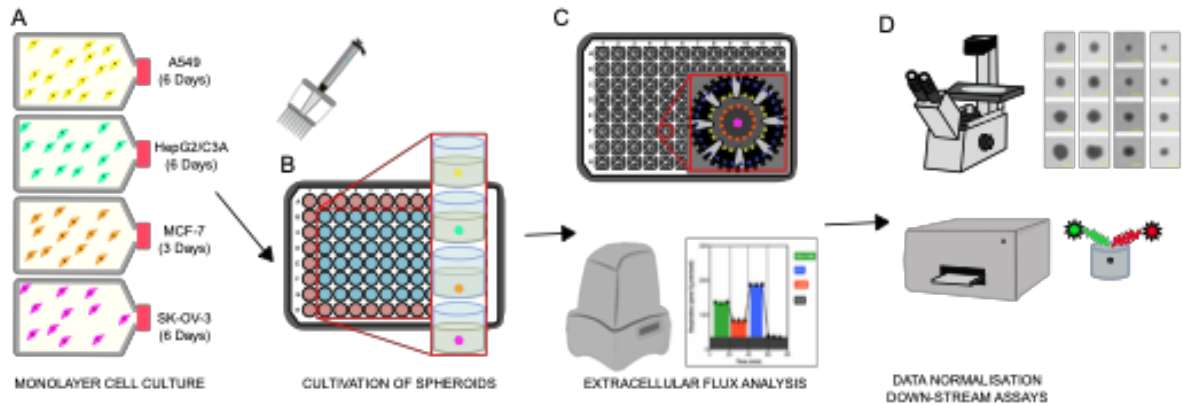 A
A549
(6 Days)
HepG2/C3A
(6 Days)
MCF-7
(3 Days)
SK-OV-3
(6 Days)
MONOLAYER CELL CULTURE
B
CULTIVATION OF SPHEROIDS
C
EXTRACELLULAR FLUX ANALYSIS
D
DATA NORMALISATION
DOWN-STREAM ASSAYS